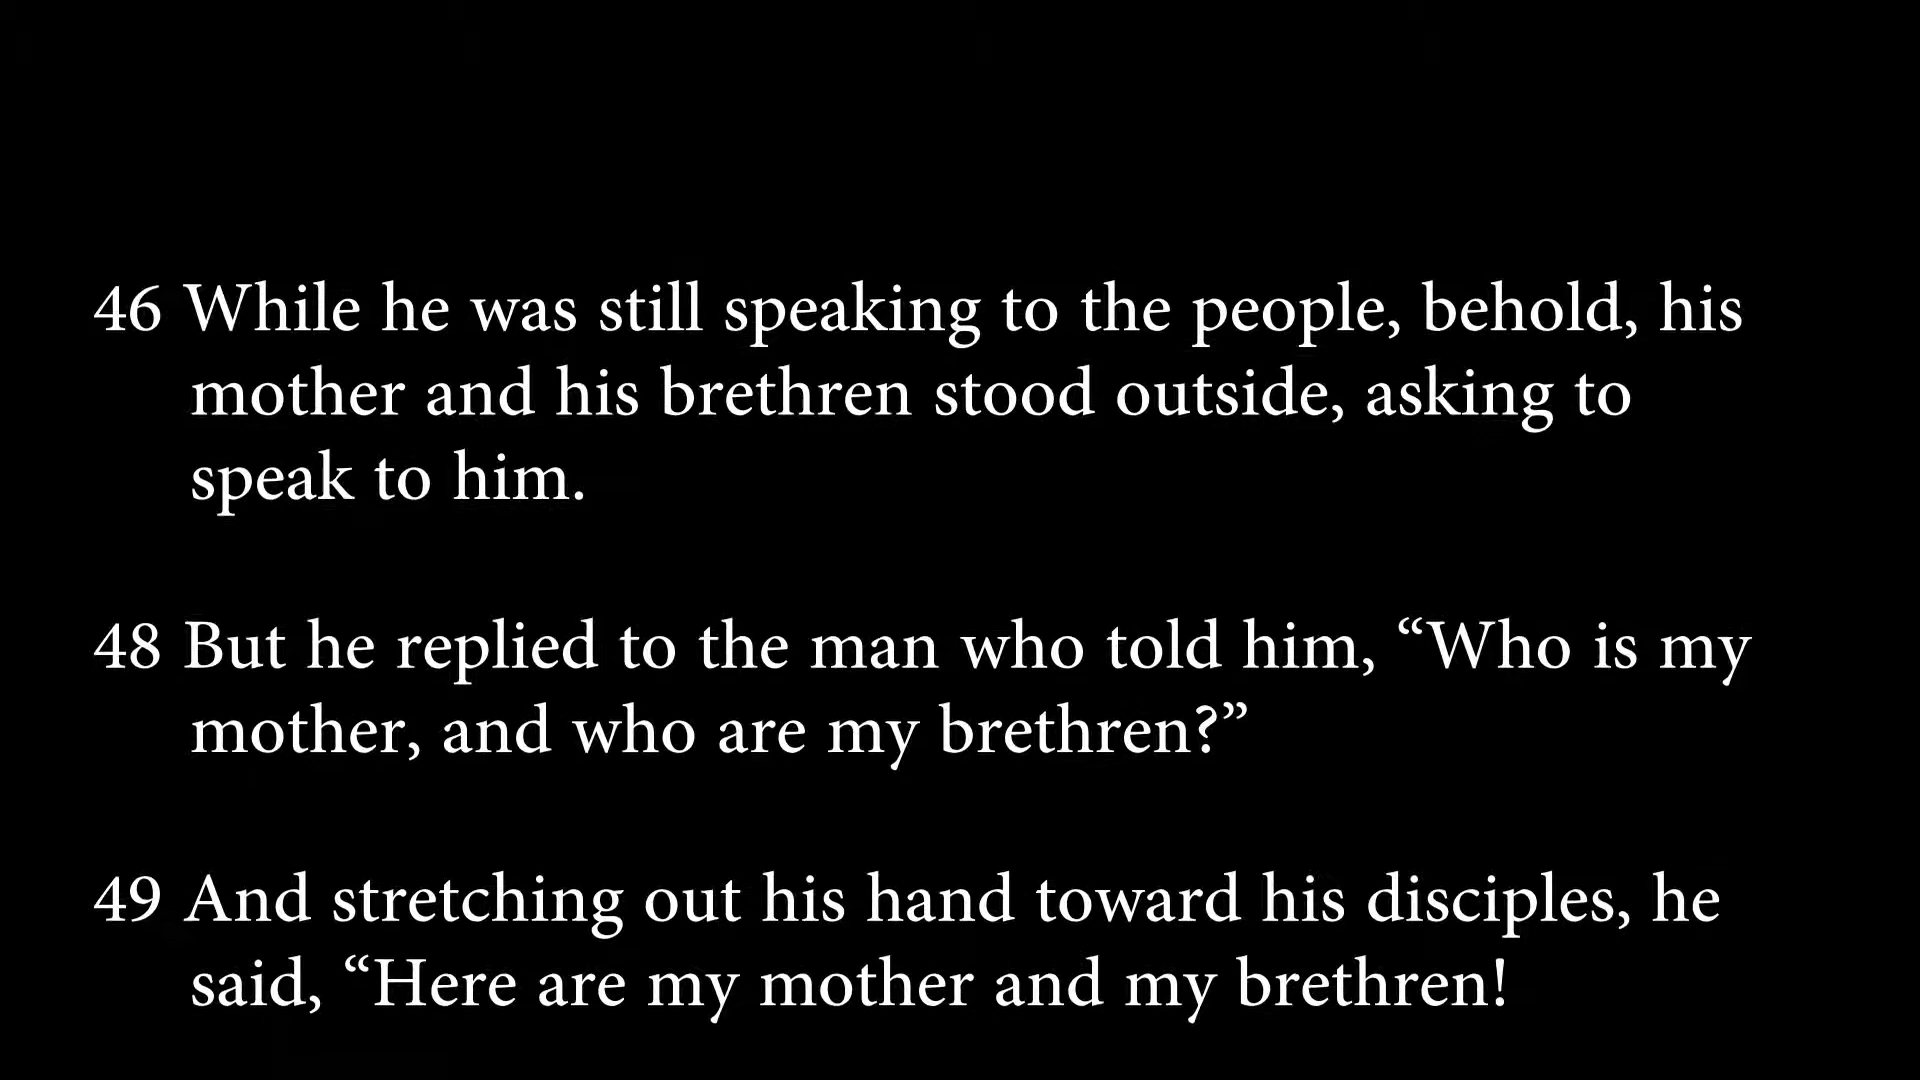 46 While he was still speaking to the people, behold, his
mother and his brethren stood outside, asking to
speak to him.
48 But he replied to the man who told him, “Who is my
mother, and who are my brethren?”
49 And stretching out his hand toward his disciples, he
said, “Here are my mother and my brethren!